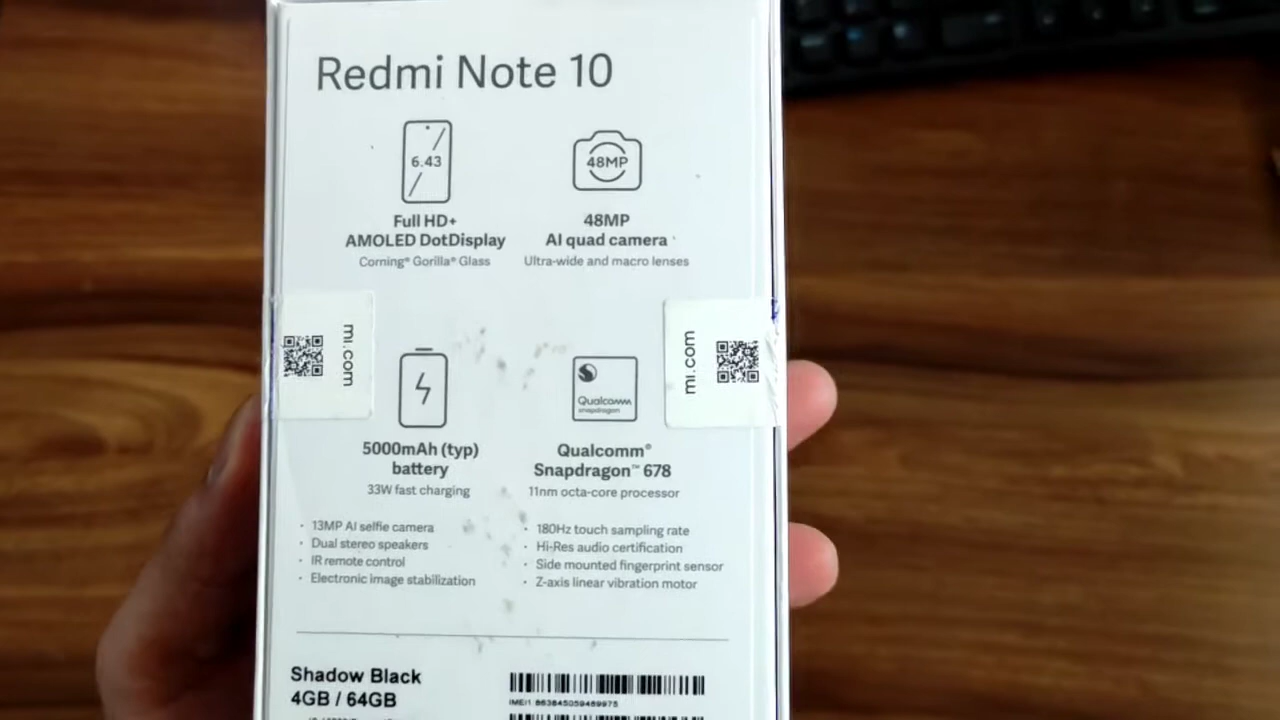 Redmi Note 10
6.43
48MP
Full HD+
AMOLED DotDisplay
Corning® Gorilla® Glass
48MP
AI quad camera
Ultra-wide and macro lenses
mi.com
mi.com
Qualcomm
snapdragon
5000mAh (typ)
battery
33W fast charging
Qualcomm®
Snapdragon™ 678
11nm octa-core processor
· 13MP AI selfie camera
· Dual stereo speakers
· IR remote control
· Electronic image stabilization
· 180Hz touch sampling rate
· Hi-Res audio certification
· Side mounted fingerprint sensor
· Z-axis linear vibration motor
Shadow Black
4GB / 64GB
IMEI1: 863845059469975